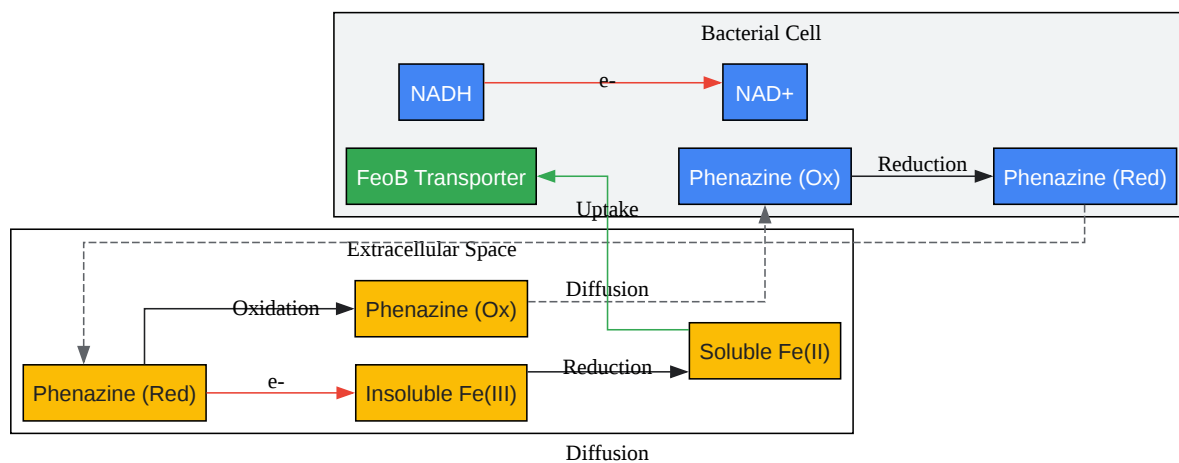 Bacterial Cell
NADH
e-
NAD+
FeoB Transporter
Phenazine (Ox)
Reduction
Phenazine (Red)
Uptake
Extracellular Space
Oxidation
Phenazine (Ox)
Diffusion
Phenazine (Red)
e-
Insoluble Fe(III)
Reduction
Soluble Fe(II)
Diffusion